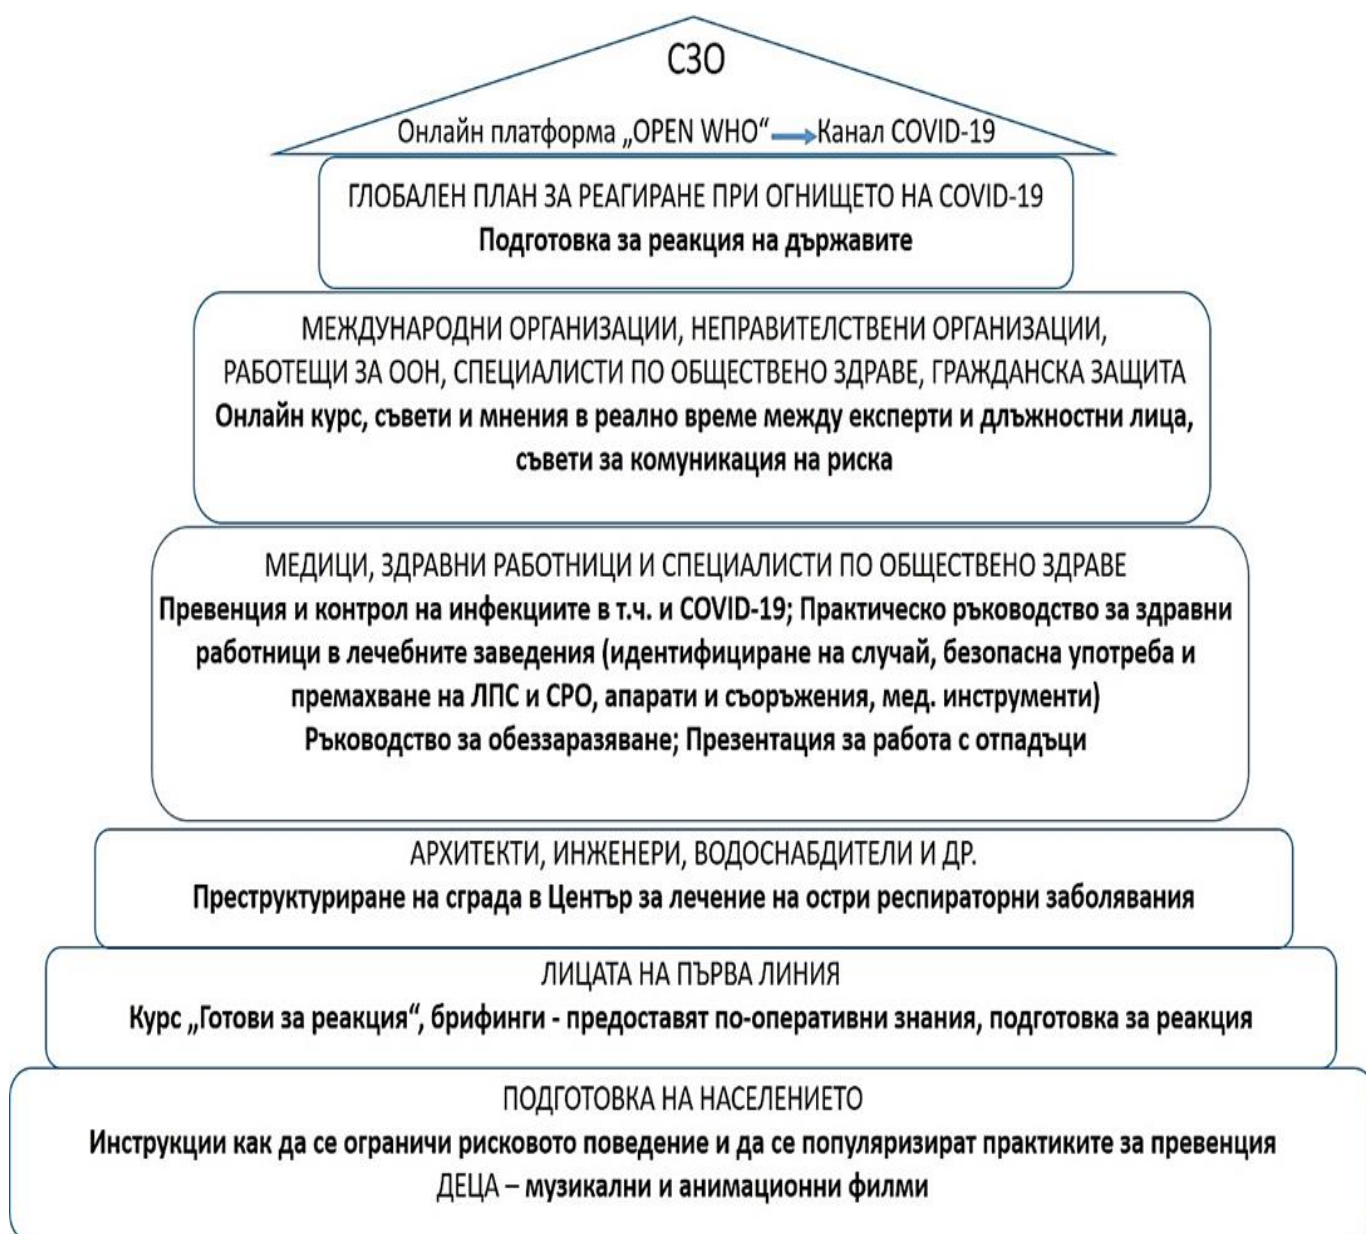 СЗО
Онлайн платформа „OPEN WHO“ Канал COVID-19
ГЛОБАЛЕН ПЛАН ЗА РЕАГИРАНЕ ПРИ ОГНИЩЕТО НА COVID-19
Подготовка за реакция на държавите
МЕЖДУНАРОДНИ ОРГАНИЗАЦИИ, НЕПРАВИТЕЛСТВЕНИ ОРГАНИЗАЦИИ,
РАБОТЕЩИ ЗА ООН, СПЕЦИАЛИСТИ ПО ОБЩЕСТВЕНО ЗДРАВЕ, ГРАЖДАНСКА ЗАЩИТА
Онлайн курс, съвети и мнения в реално време между експерти и длъжностни лица,
съвети за комуникация на риска
МЕДИЦИ, ЗДРАВНИ РАБОТНИЦИ И СПЕЦИАЛИСТИ ПО ОБЩЕСТВЕНО ЗДРАВЕ
Превенция и контрол на инфекциите в т.ч. и COVID-19; Практическо ръководство за здравни
работници в лечебните заведения (идентифициране на случай, безопасна употреба и
премахване на ЛПС и СРО, апарати и съоръжения, мед. инструменти)
Ръководство за обеззаразяване; Презентация за работа с отпадъци
АРХИТЕКТИ, ИНЖЕНЕРИ, ВОДОСНАБДИТЕЛИ И ДР.
Преструктуриране на сграда в Център за лечение на остри респираторни заболявания
ЛИЦАТА НА ПЪРВА ЛИНИЯ
Курс „Готови за реакция“, брифинги - предоставят по-оперативни знания, подготовка за реакция
ПОДГОТОВКА НА НАСЕЛЕНИЕТО
Инструкции как да се ограничи рисковото поведение и да се популяризират практиките за превенция
ДЕЦА – музикални и анимационни филми